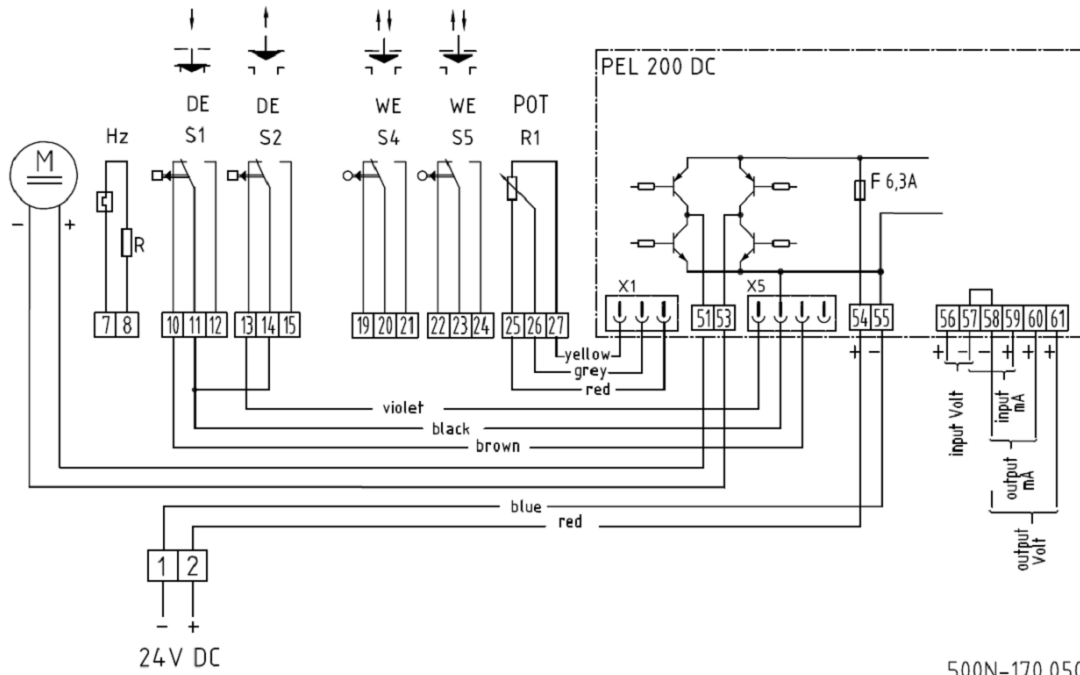 PEL 200 DC
DE DE WE WE POT
Hz S1 S2 S4 S5 R1
M
F 6,3A
- +
R
X1 X5
7 8 10 11 12 13 14 15 19 20 21 22 23 24 25 26 27 51 53 54 55 56 57 58 59 60 61
yellow
grey
red
+ - + - - + + +
violet
black
brown
input Volt
input mA
output mA
output Volt
blue
red
1 2
- +
24V DC
500N-170.050